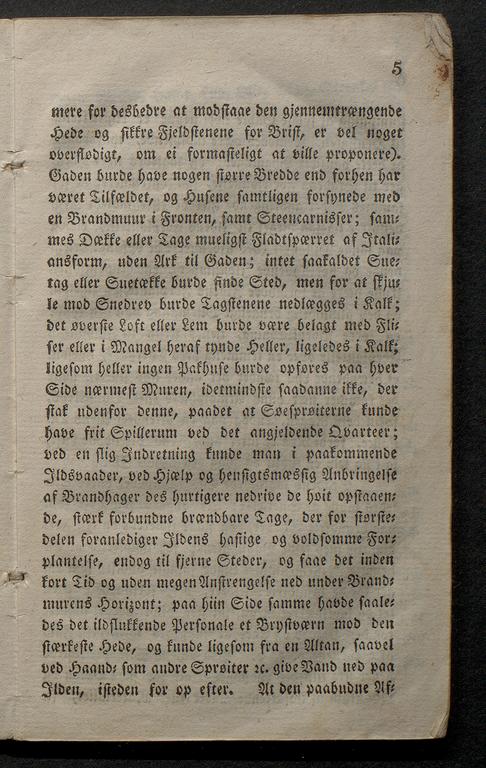 5
mere for desbedre at modstaae den gjennemtrængende
Hede og sikkre Fjeldstenene for Brist, er vel noget
overflødigt, om ei formasteligt at ville proponere).
Gaden burde have nogen større Bredde end forhen har
været Tilfældet, og Husene samtligen forsynede med
en Brandmuur i Fronten, samt Steencarnisser; sam⸗
mes Dække eller Tage mueligst Fladtspærret af Itali⸗
ansform, uden Ark til Gaden; intet saakaldet Sue⸗
tag eller Suetække burde finde Sted, men for at skju⸗
le mod Snedrev burde Tagstenene nedlægges i Kalk;
det øverste Loft eller Lem burde være belagt med Fli⸗
ser eller i Mangel heraf tynde Heller, ligeledes i Kalk;
ligesom heller ingen Pakhuse burde opføres paa hver
Side nærmest Muren, idetmindste saadanne ikke, der
stak udenfor denne, paadet at Søesprøiterne kunde
have frit Spillerum ved det angjeldende Qvarteer;
ved en slig Indretning kunde man i paakommende
Ildsvaader, ved Hjælp og hensigtsmæssig Anbringelse
af Brandhager des hurtigere nedrive de høit opstaaen⸗
de, stærk forbundne brændbare Tage, der for største⸗
delen foranlediger Ildens hastige og voldsomme For⸗
plantelse, endog til fjerne Steder, og faae det inden
kort Tid og uden megen Anstrengelse ned under Brand⸗
murens Horizont; paa hiin Side samme havde saale⸗
des det ildslukkende Personale et Brystværn mod den
stærkeste Hede, og kunde ligesom fra en Altan, saavel
ved Haand⸗ som andre Sprøiter ꝛc. give Vand ned paa
Ilden, isteden for op efter. At den paabudne Af⸗